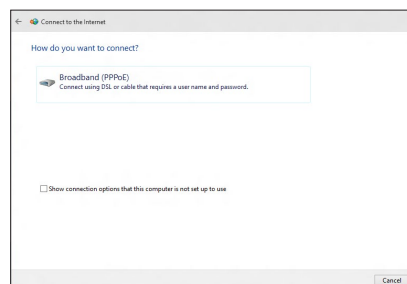 Connect to the Internet
How do you want to connect?
Broadband (PPPoE)
Connect using DSL or cable that requires a user name and password.
Show connection options that this computer is not set up to use
Cancel